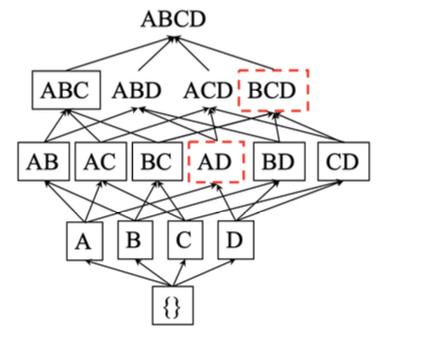 ABCD
ABC ABD ACD BCD
AB AC BC AD BD CD
A B C D
{}